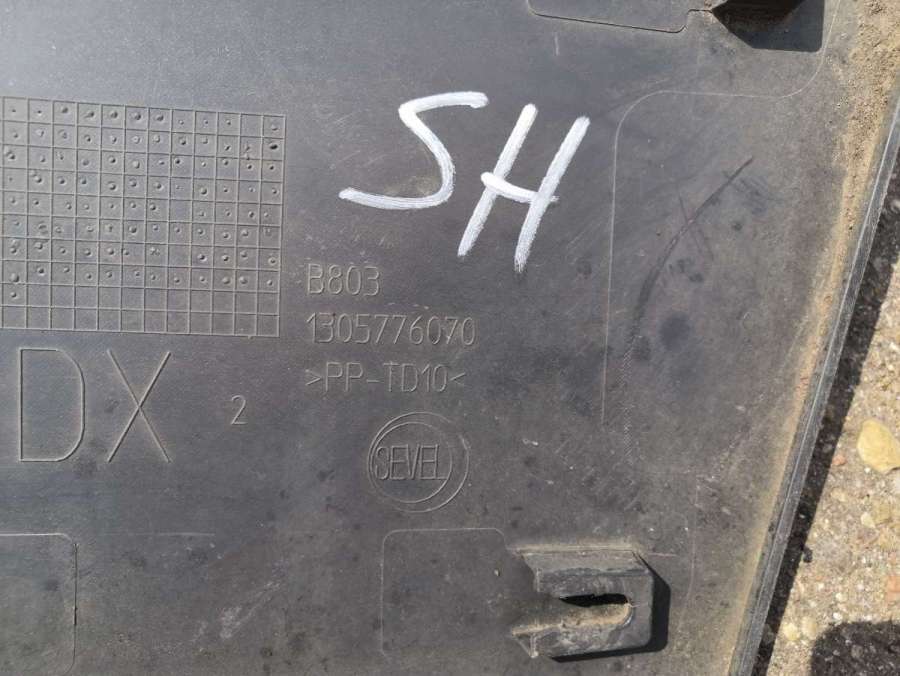 SH
B803
1305776070
>PP-TD10<
DX 2
SEVEL